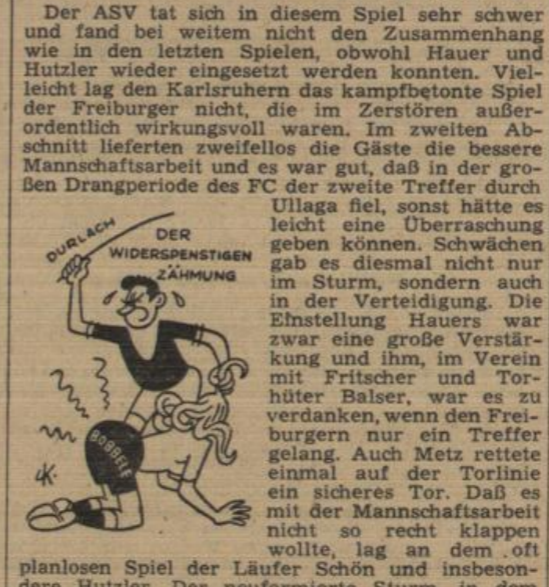 Der ASV tat sich in diesem Spiel sehr schwer
und fand bei weitem nicht den Zusammenhang
wie in den letzten Spielen, obwohl Hauer und
Hutzler wieder eingesetzt werden konnten. Viel-
leicht lag den Karlsruhern das kampfbetonte Spiel
der Freiburger nicht, die im Zerstören außer-
ordentlich wirkungsvoll waren. Im zweiten Ab-
schnitt lieferten zweifellos die Gäste die bessere
Mannschaftsarbeit und es war gut, daß in der gro-
ßen Drangperiode des FC der zweite Treffer durch
Ullaga fiel, sonst hätte es
leicht eine Überraschung
geben können. Schwächen
gab es diesmal nicht nur
im Sturm, sondern auch
in der Verteidigung. Die
Einstellung Hauers war
zwar eine große Verstär-
kung und ihm, im Verein
mit Fritscher und Tor-
hüter Balser, war es zu
verdanken, wenn den Frei-
burgern nur ein Treffer
gelang. Auch Metz rettete
einmal auf der Torlinie
ein sicheres Tor. Daß es
mit der Mannschaftsarbeit
nicht so recht klappen
wollte, lag an dem oft
planlosen Spiel der Läufer Schön und insbeson-
dere Hutzler. Der neuformierte Sturm in dem
DURLACH
DER
WIDERSPENSTIGEN
ZÄHMUNG
BOBBELE